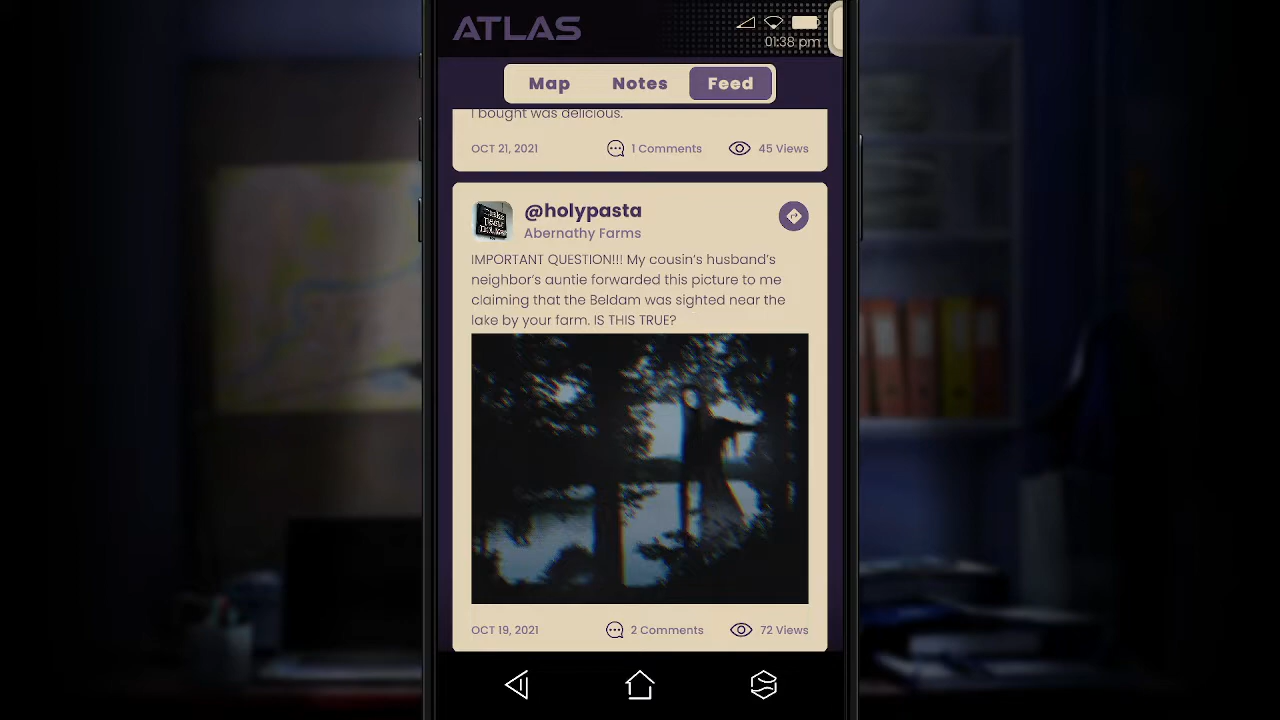 ATLAS
01:38 pm
Map Notes Feed
I bought was delicious.
OCT 21, 2021 1 Comments 45 Views
@holypasta
Abernathy Farms
IMPORTANT QUESTION!!! My cousin's husband's
neighbor's auntie forwarded this picture to me
claiming that the Beldam was sighted near the
lake by your farm. IS THIS TRUE?
OCT 19, 2021 2 Comments 72 Views